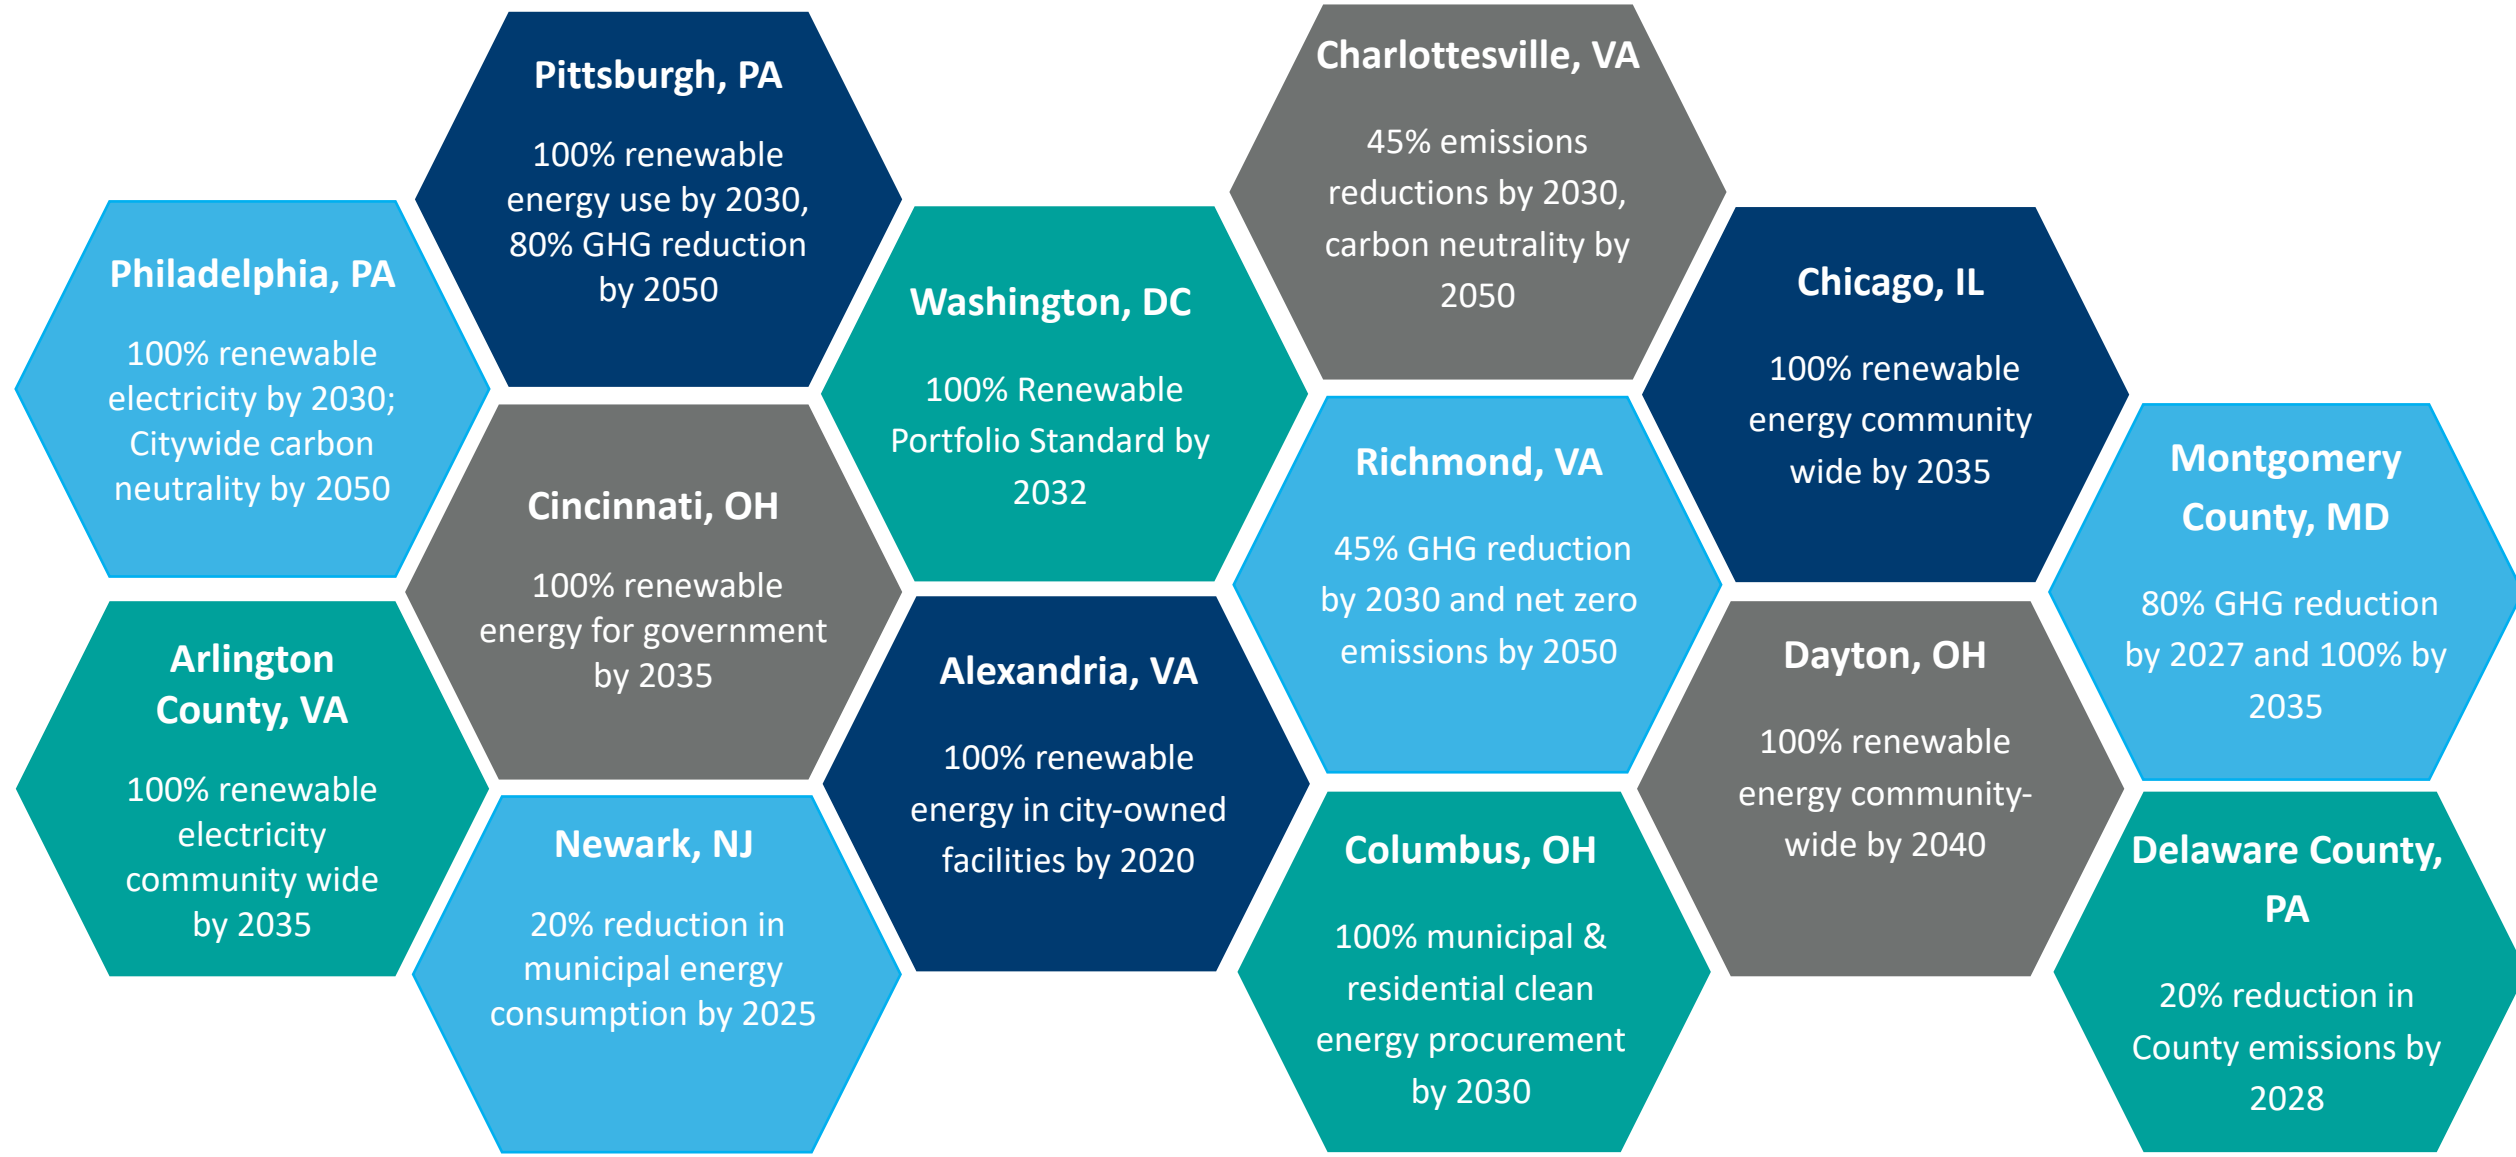 Philadelphia, PA
100% renewable
electricity by 2030;
Citywide carbon
neutrality by 2050
Arlington
County, VA
100% renewable
electricity
community wide
by 2035
Pittsburgh, PA
100% renewable
energy use by 2030,
80% GHG reduction
by 2050
Cincinnati, OH
100% renewable
energy for government
by 2035
Newark, NJ
20% reduction in
municipal energy
consumption by 2025
Washington, DC
100% Renewable
Portfolio Standard by
2032
Alexandria, VA
100% renewable
energy in city-owned
facilities by 2020
Charlottesville, VA
45% emissions
reductions by 2030,
carbon neutrality by
2050
Richmond, VA
45% GHG reduction
by 2030 and net zero
emissions by 2050
Columbus, OH
100% municipal &
residential clean
energy procurement
by 2030
Chicago, IL
100% renewable
energy community
wide by 2035
Dayton, OH
100% renewable
energy community-
wide by 2040
Montgomery
County, MD
80% GHG reduction
by 2027 and 100% by
2035
Delaware County,
PA
20% reduction in
County emissions by
2028